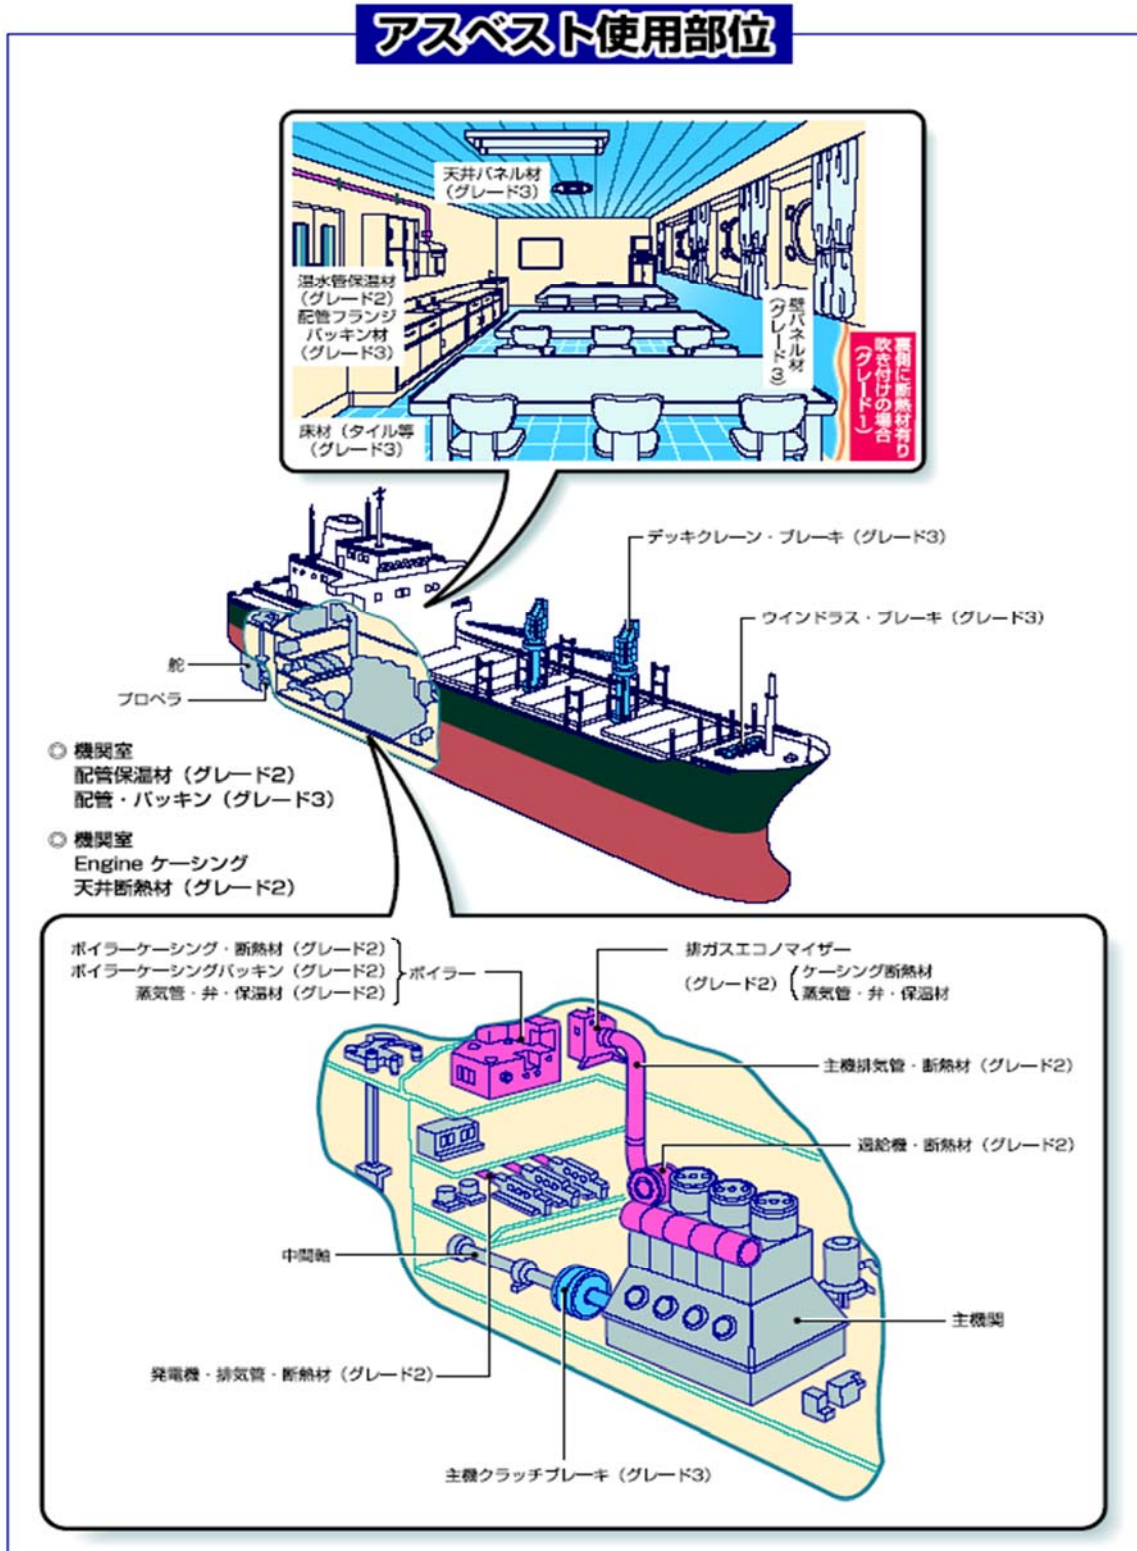 アスベスト使用部位
天井パネル材
(グレード3)
温水管保温材
(グレード2)
配管フランジ
パッキン材
(グレード3)
壁パネル材
(グレード3)
裏側に断熱材有り
吹き付けの場合
(グレード1)
床材（タイル等
(グレード3)
デッキクレーン・ブレーキ（グレード3）
ウインドラス・ブレーキ（グレード3）
舵
プロペラ
◎ 機関室
配管保温材（グレード2）
配管・パッキン（グレード3）
◎ 機関室
Engine ケーシング
天井断熱材（グレード2）
ボイラーケーシング・断熱材（グレード2）
ボイラーケーシングパッキン（グレード2）
蒸気管・弁・保温材（グレード2）
ボイラー
排ガスエコノマイザー
(グレード2)
ケーシング断熱材
蒸気管・弁・保温材
主機排気管・断熱材（グレード2）
過給機・断熱材（グレード2）
中間軸
主機関
発電機・排気管・断熱材（グレード2）
主機クラッチブレーキ（グレード3）